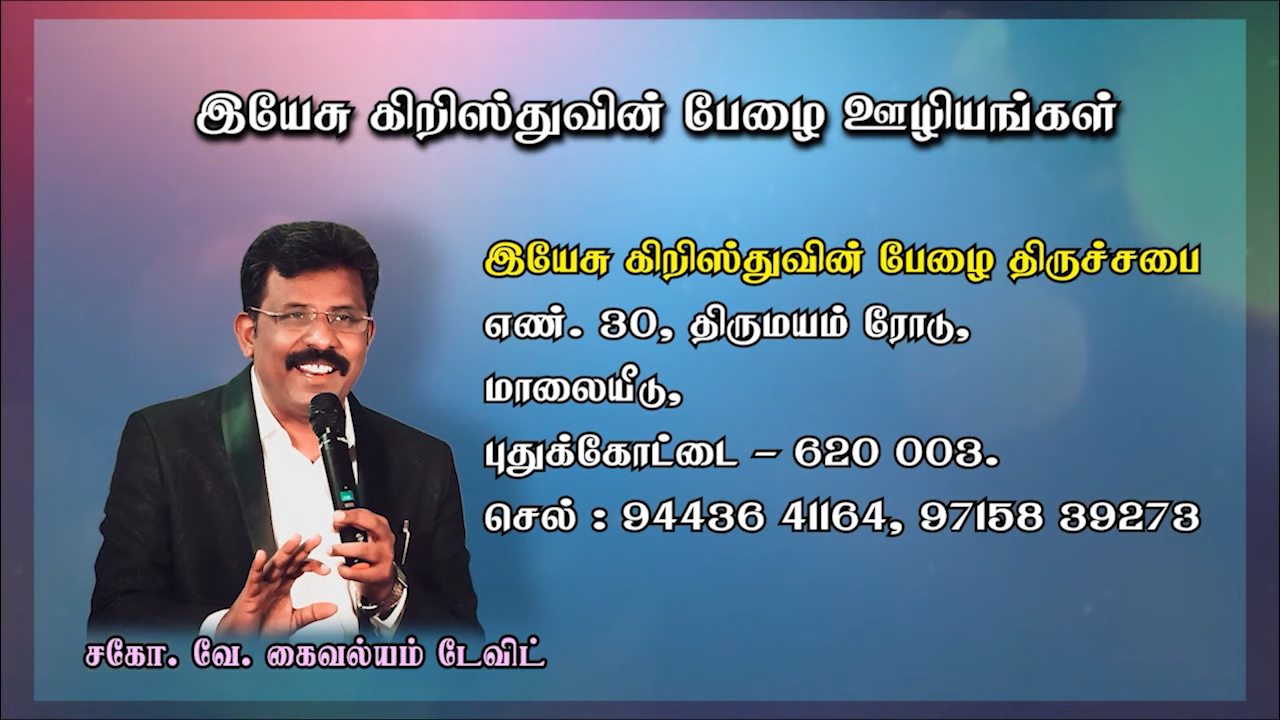 இயேசு கிறிஸ்துவின் பேழை ஊழியங்கள்
இயேசு கிறிஸ்துவின் பேழை திருச்சபை
எண். 30, திருமயம் ரோடு,
மாலையீடு,
புதுக்கோட்டை – 620 003.
செல் : 94436 41164, 97158 39273
சகோ. வே. கைவல்யம் டேவிட்